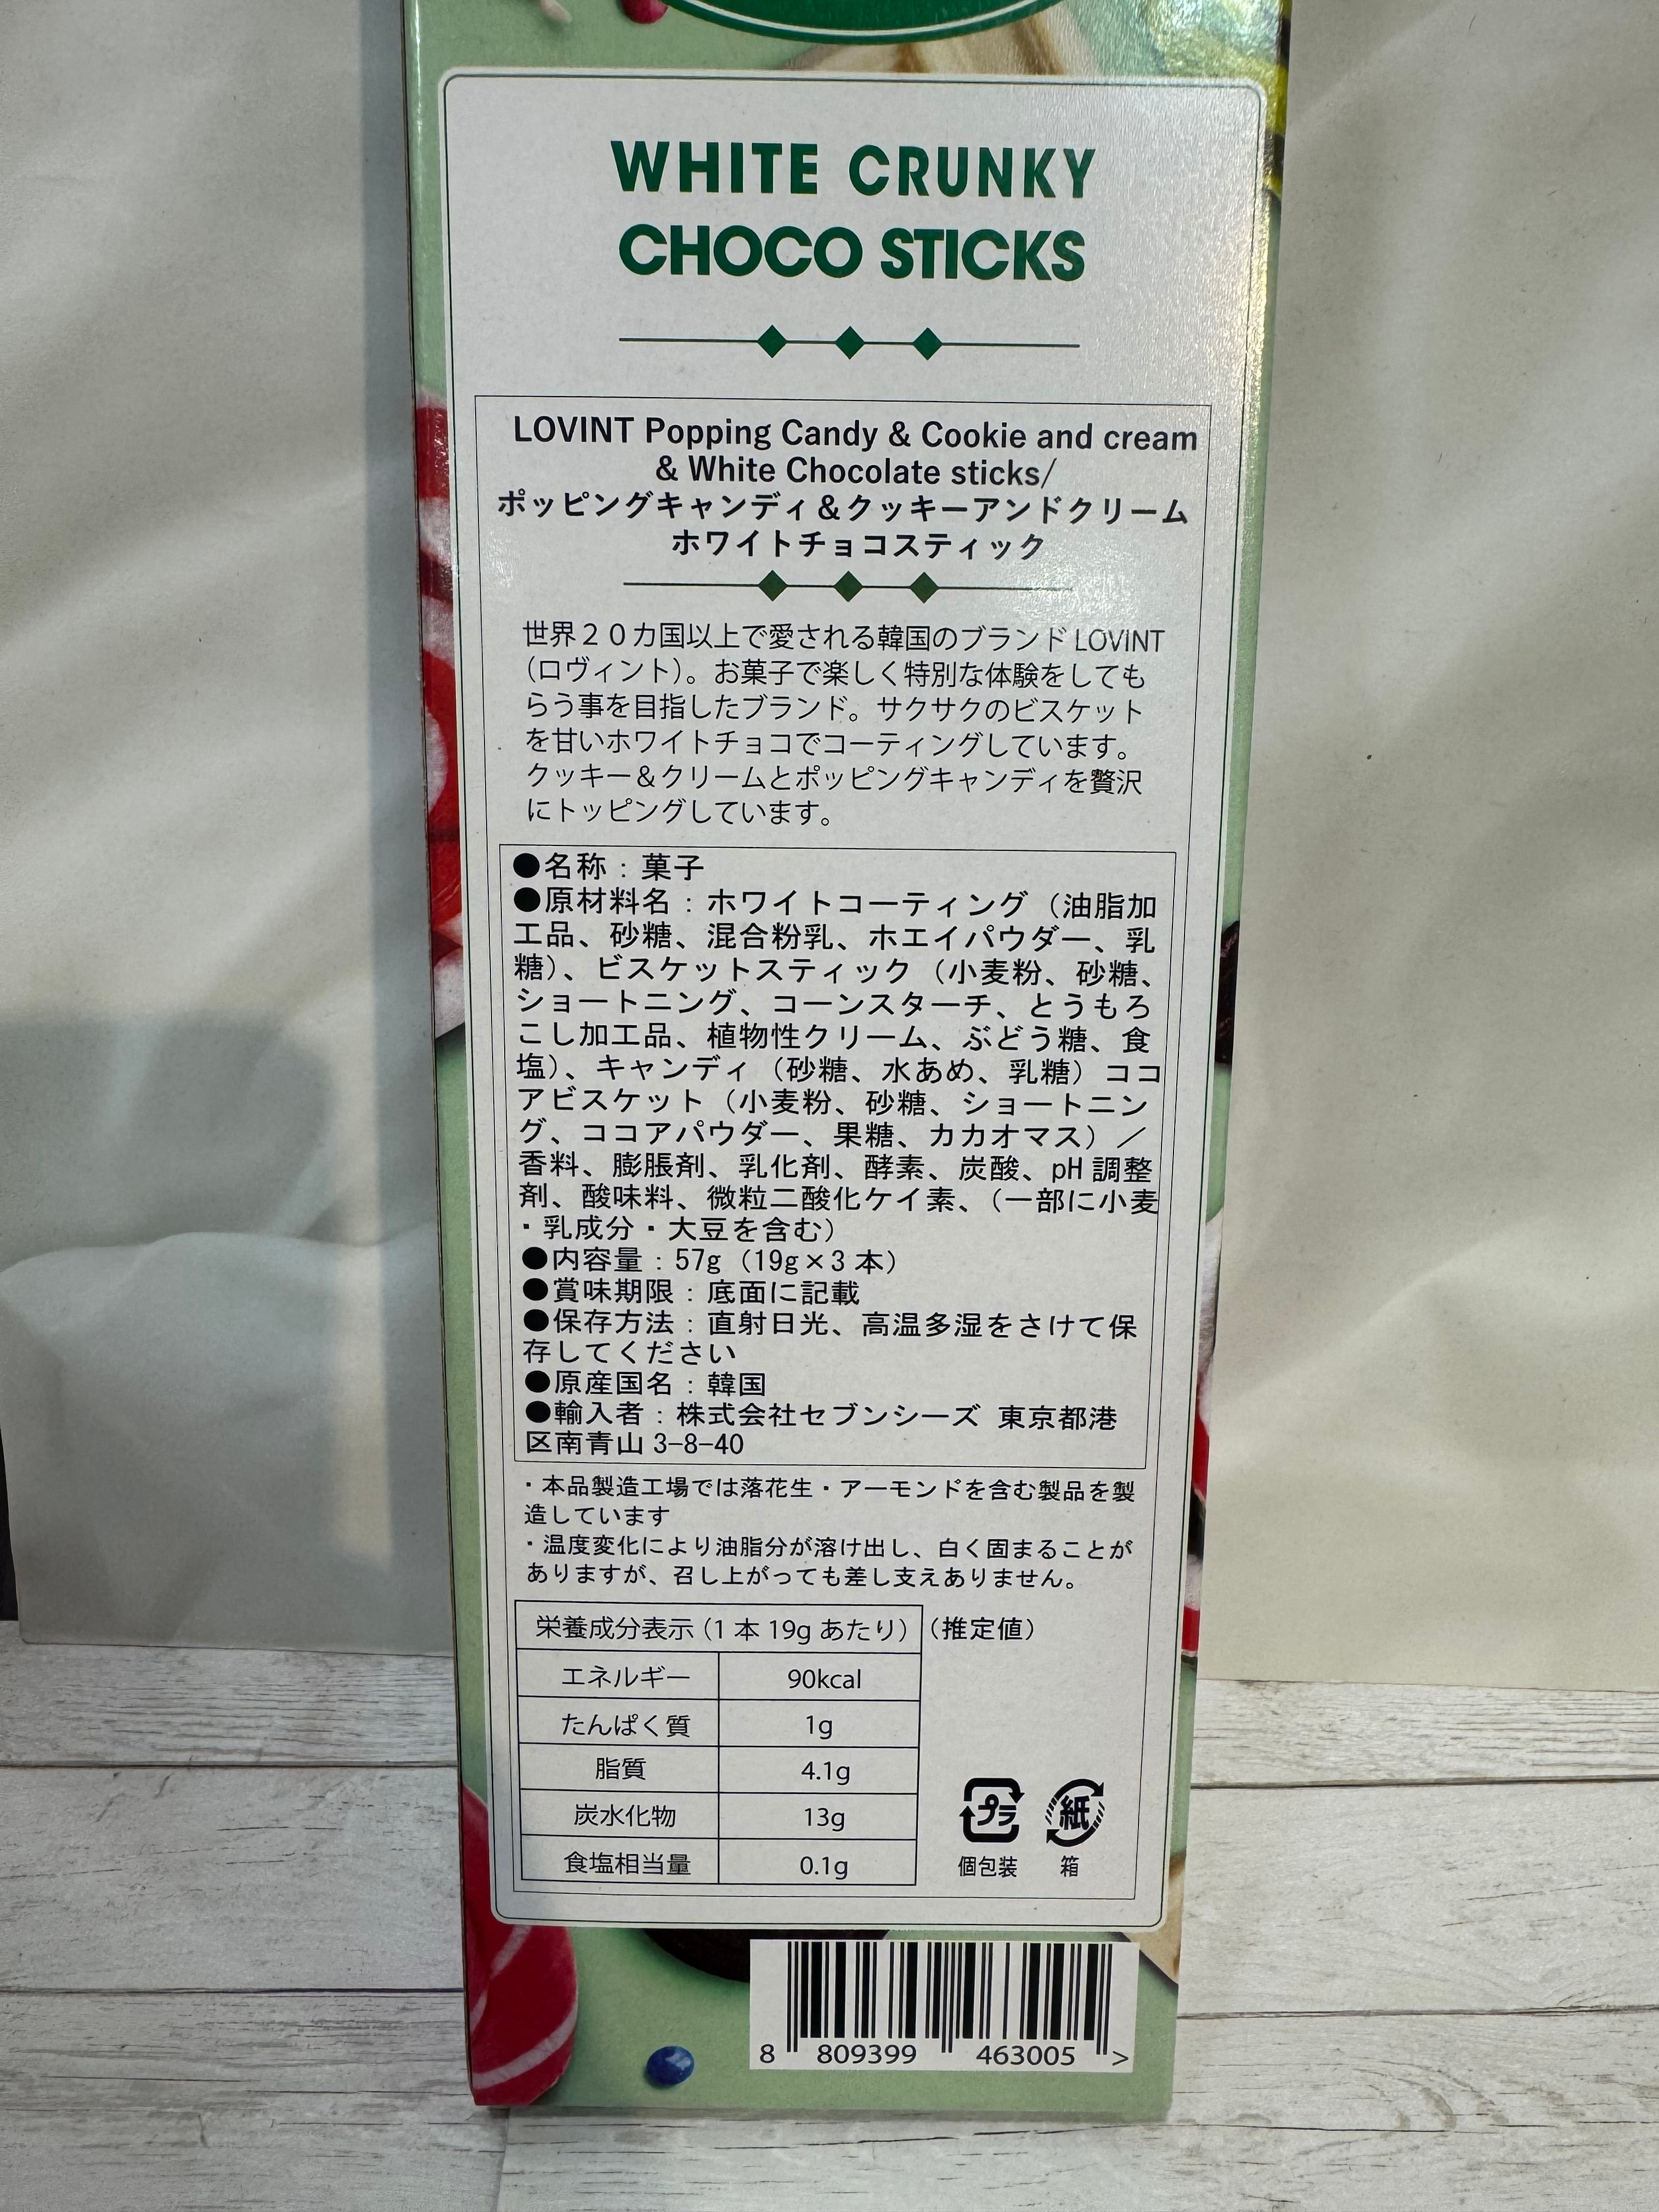 WHITE CRUNKY
CHOCO STICKS
LOVINT Popping Candy & Cookie and cream
& White Chocolate sticks/
ポッピングキャンディ＆クッキーアンドクリーム
ホワイトチョコスティック
世界２０カ国以上で愛される韓国のブランド LOVINT
（ロヴィント）。お菓子で楽しく特別な体験をしても
らう事を目指したブランド。サクサクのビスケット
を甘いホワイトチョコでコーティングしています。
クッキー＆クリームとポッピングキャンディを贅沢
にトッピングしています。
●名称：菓子
●原材料名：ホワイトコーティング（油脂加
工品、砂糖、混合粉乳、ホエイパウダー、乳
糖）、ビスケットスティック（小麦粉、砂糖、
ショートニング、コーンスターチ、とうもろ
こし加工品、植物性クリーム、ぶどう糖、食
塩）、キャンディ（砂糖、水あめ、乳糖）ココ
アビスケット（小麦粉、砂糖、ショートニン
グ、ココアパウダー、果糖、カカオマス）／
香料、膨脹剤、乳化剤、酵素、炭酸、pH 調整
剤、酸味料、微粒二酸化ケイ素、（一部に小麦
・乳成分・大豆を含む）
●内容量：57g（19g×3 本）
●賞味期限：底面に記載
●保存方法：直射日光、高温多湿をさけて保
存してください
●原産国名：韓国
●輸入者：株式会社セブンシーズ 東京都港
区南青山 3-8-40
・本品製造工場では落花生・アーモンドを含む製品を製
造しています
・温度変化により油脂分が溶け出し、白く固まることが
ありますが、召し上がっても差し支えありません。
栄養成分表示（1 本 19g あたり）（推定値）
エネルギー 90kcal
たんぱく質 1g
脂質 4.1g
炭水化物 13g
食塩相当量 0.1g
プラ 紙
個包装 箱
8 809399 463005 >